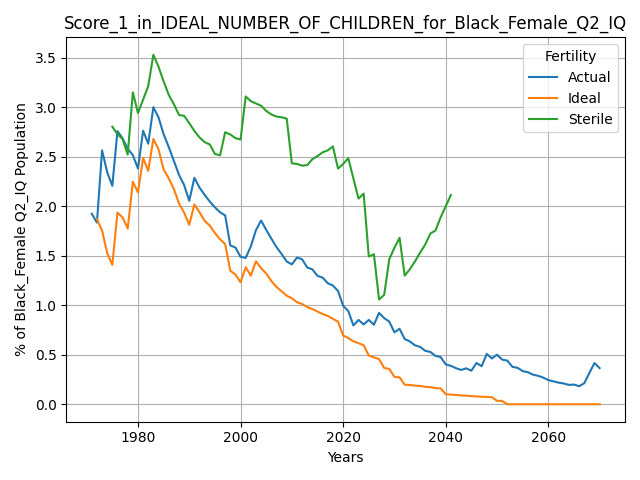 Score_1_in_IDEAL_NUMBER_OF_CHILDREN_for_Black_Female_Q2_IQ
Fertility
Actual
Ideal
Sterile
% of Black_Female Q2_IQ Population
3.5
3.0
2.5
2.0
1.5
1.0
0.5
0.0
1980 2000 2020 2040 2060
Years